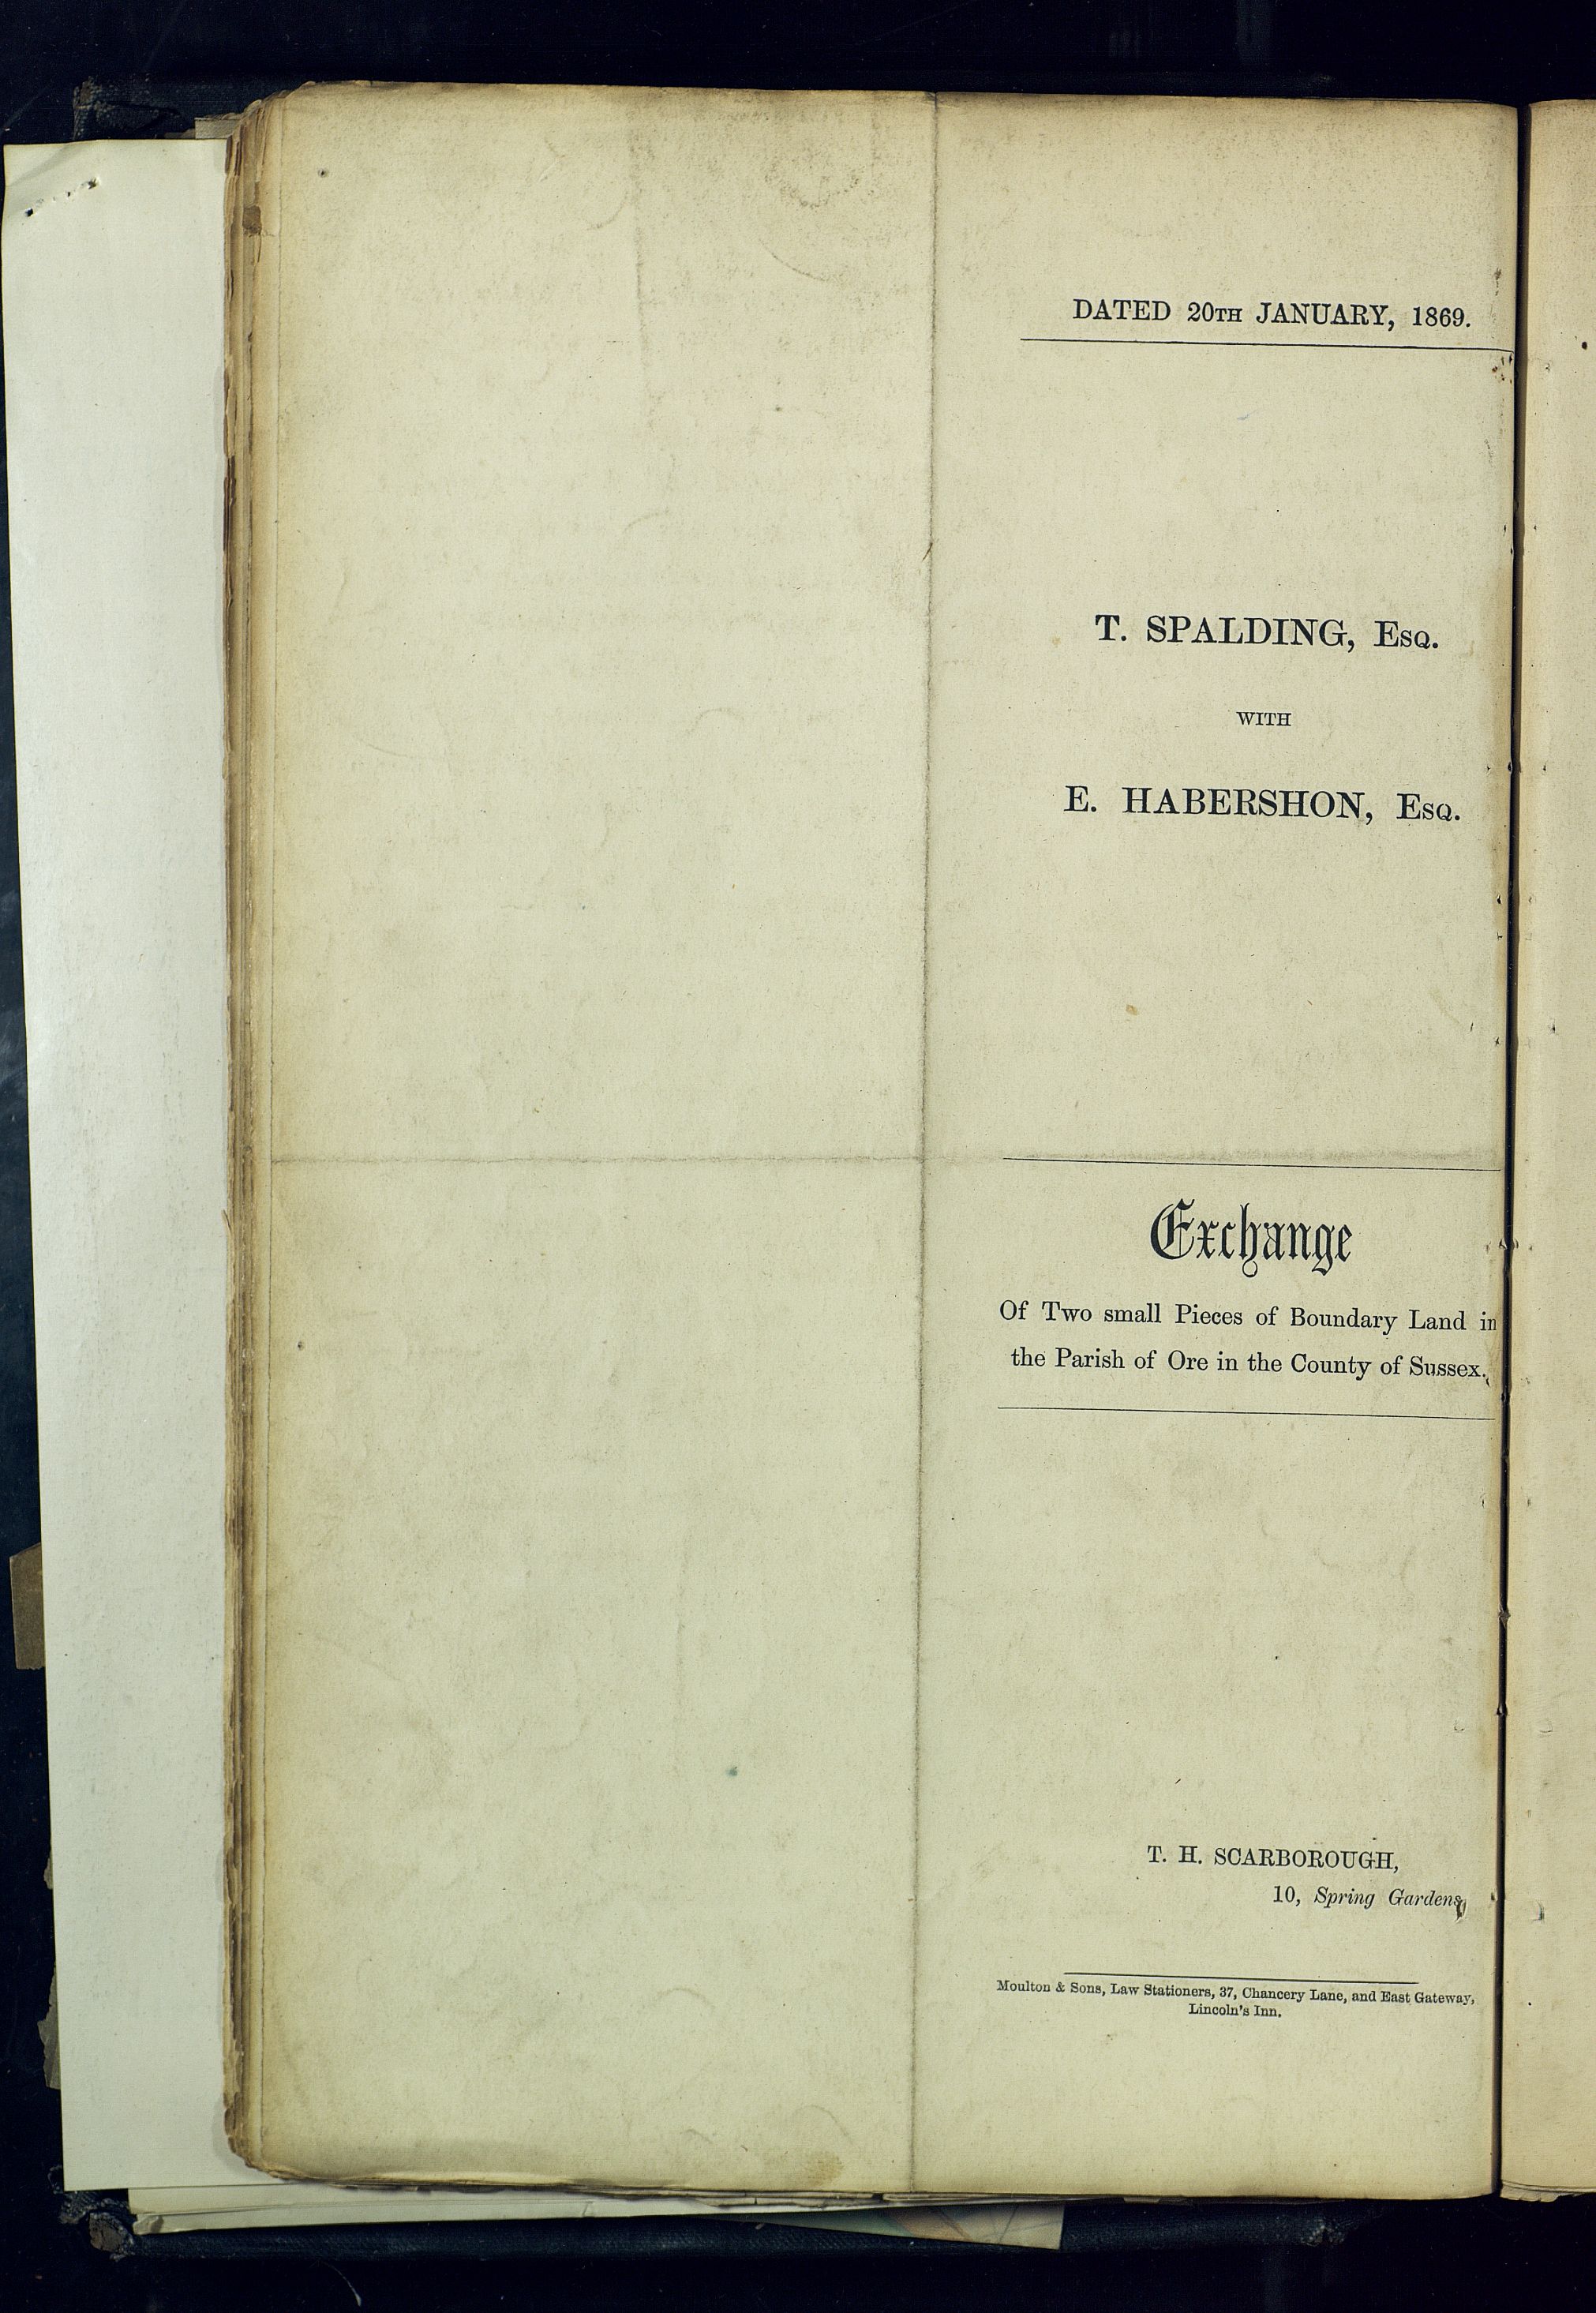 DATED 20TH JANUARY, 1869.
T. SPALDING, ESQ.
WITH
E. HABERSHON, ESQ.
Exchange
Of Two small Pieces of Boundary Land in
the Parish of Ore in the County of Sussex.
T. H. SCARBOROUGH,
10, Spring Gardens,
Moulton & Sons, Law Stationers, 37, Chancery Lane, and East Gateway,
Lincoln's Inn.